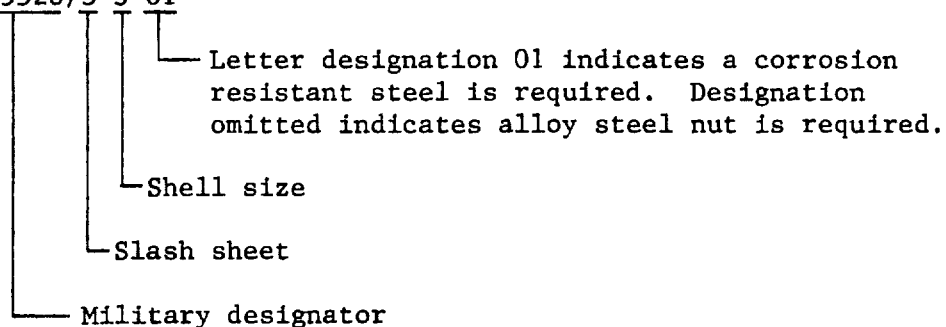 Letter designation 01 indicates a corrosion
resistant steel is required. Designation
omitted indicates alloy steel nut is required.
Shell size
Slash sheet
Military designator